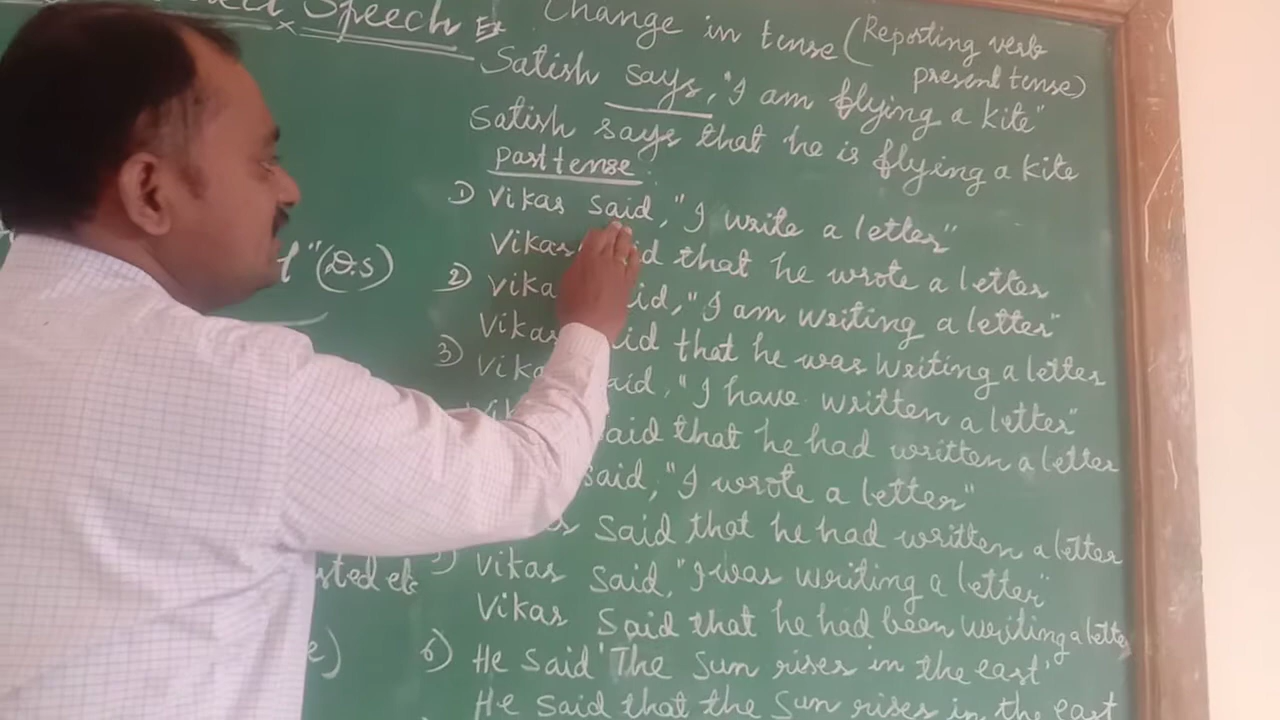 Speech Ex Change in tense (Reporting verb
present tense)
Satish says, "I am flying a kite"
Satish says that he is flying a kite
Past tense
1) Vikas said, "I write a letter"
Vikas that he wrote a letter
2) "I am writing a letter"
that he was writing a letter
3) "I have written a letter"
said that he had written a letter
said, "I wrote a letter"
said that he had written a letter
Vikas said, "I was writing a letter"
Vikas said that he had been writing a letter
6) He said 'The Sun rises in the east'
He said that the Sun rises in the east
"(D.S)